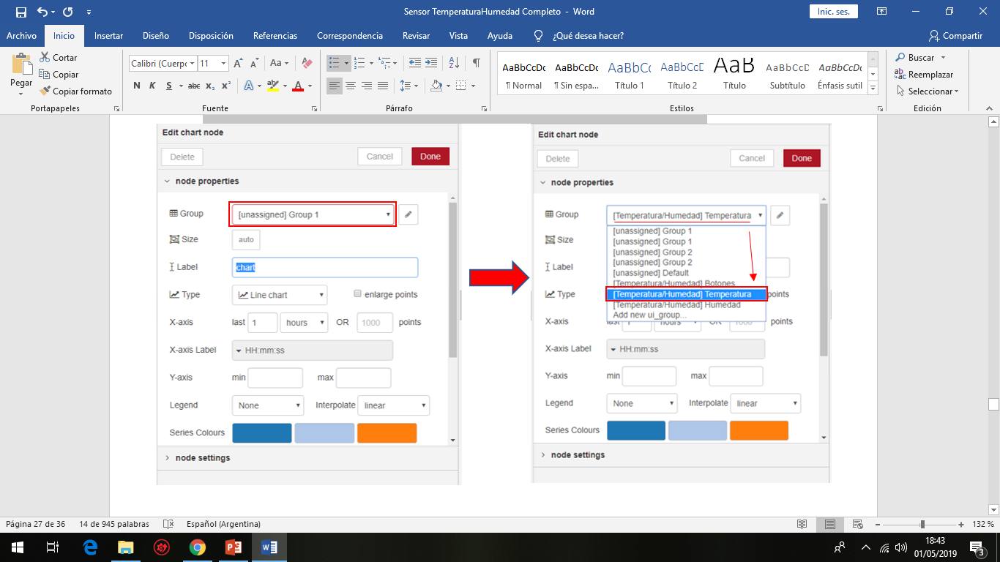 Sensor TemperaturaHumedad Completo - Word
Inic. ses.
Archivo Inicio Insertar Diseño Disposición Referencias Correspondencia Revisar Vista Ayuda ¿Qué desea hacer? Compartir
Pegar
Cortar
Copiar
Copiar formato
Portapapeles
Calibri (Cuerpo 11
N K S abc x₂ x²
Fuente
Párrafo
AaBbCcDc AaBbCcDc AaBbCc AaBbCcD AaB AaBbCcD AaBbCcDc
¶ Normal ¶ Sin espa... Título 1 Título 2 Título Subtítulo Énfasis sutil
Estilos
Buscar
Reemplazar
Seleccionar
Edición
Edit chart node
Delete Cancel Done
node properties
Group [unassigned] Group 1
Size auto
Label chart
Type Line chart enlarge points
X-axis last 1 hours OR 1000 points
X-axis Label HH:mm:ss
Y-axis min max
Legend None Interpolate linear
Series Colours
node settings
Edit chart node
Delete Cancel Done
node properties
Group [Temperatura/Humedad] Temperatura
[unassigned] Group 1
[unassigned] Group 1
[unassigned] Group 2
[unassigned] Group 2
[unassigned] Default
[Temperatura/Humedad] Botones
[Temperatura/Humedad] Temperatura
[Temperatura/Humedad] Humedad
Add new ui_group...
Size
Label
Type points
X-axis last 1 hours OR 1000 points
X-axis Label HH:mm:ss
Y-axis min max
Legend None Interpolate linear
Series Colours
node settings
Página 27 de 36 14 de 945 palabras Español (Argentina) 132 %
18:43
01/05/2019
3